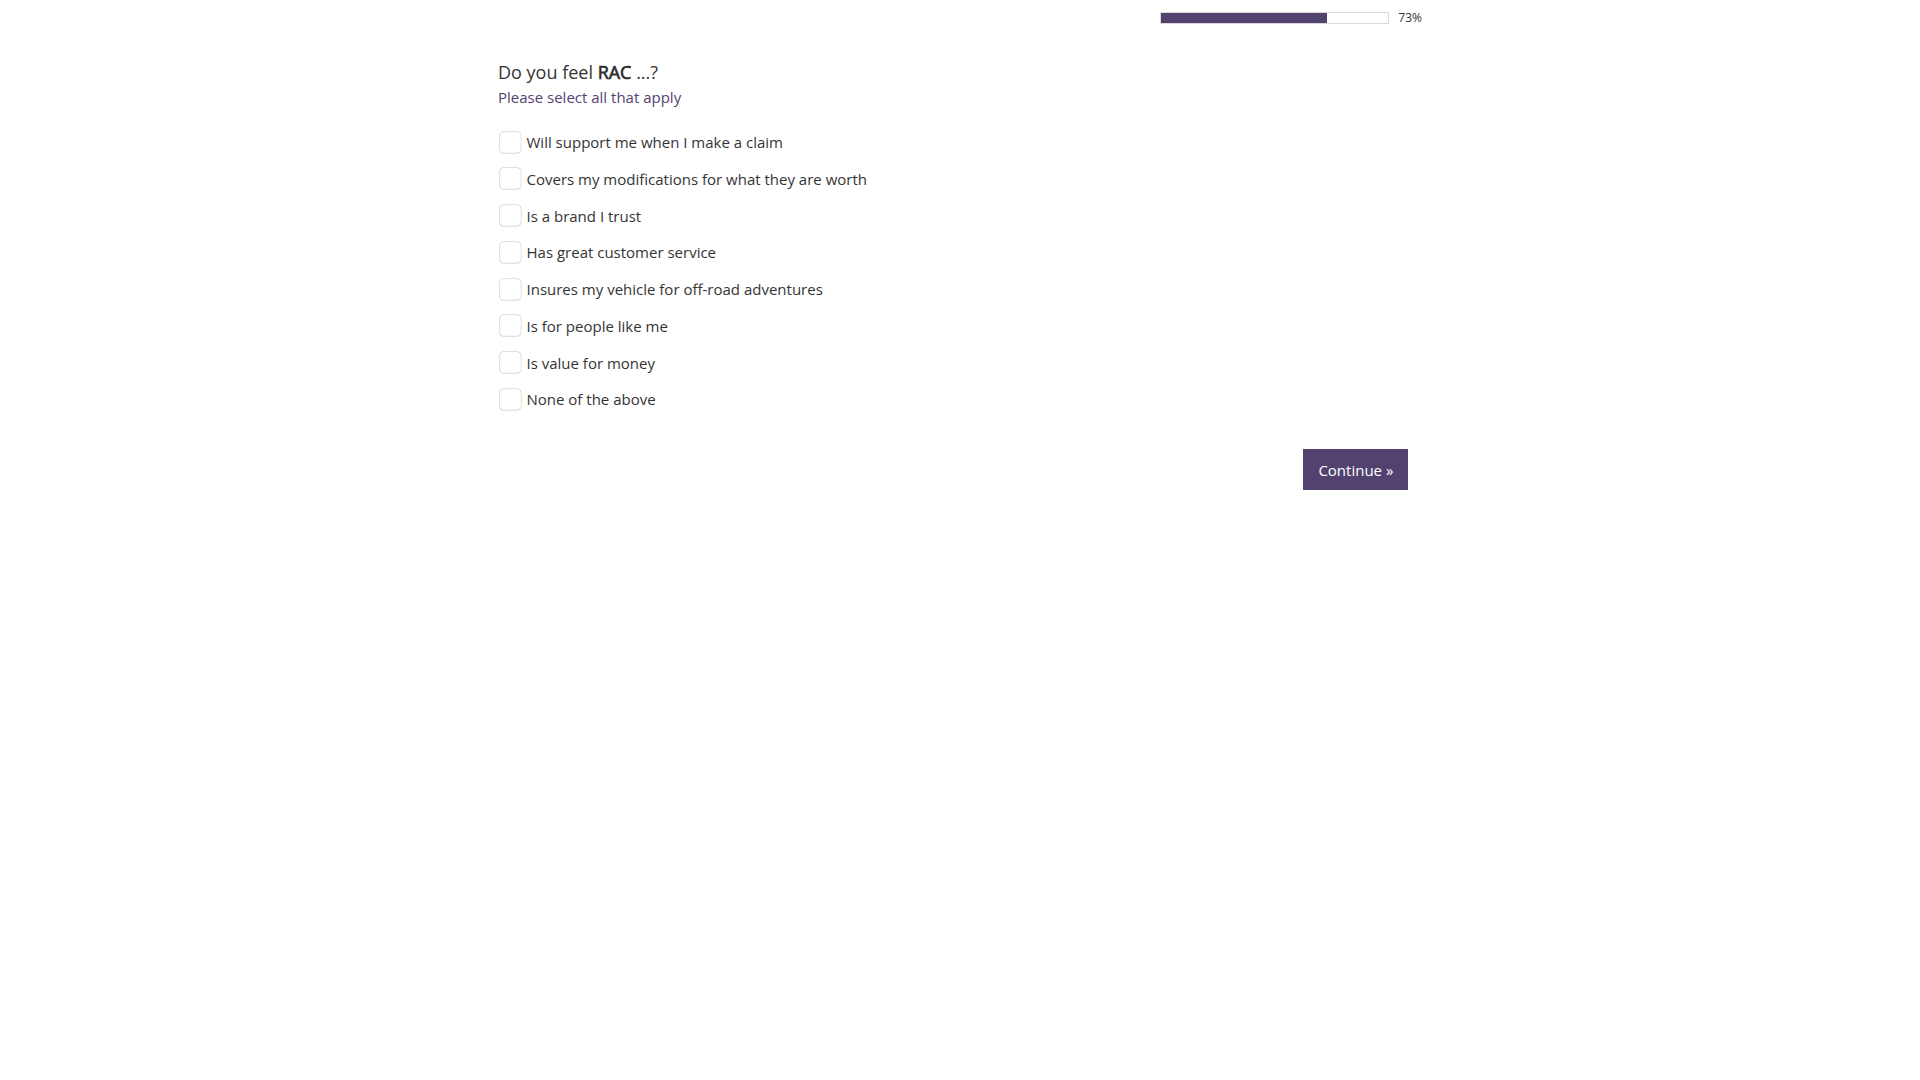 73%
Do you feel RAC ...?
Please select all that apply
Will support me when I make a claim
Covers my modifications for what they are worth
Is a brand I trust
Has great customer service
Insures my vehicle for off-road adventures
Is for people like me
Is value for money
None of the above
Continue »